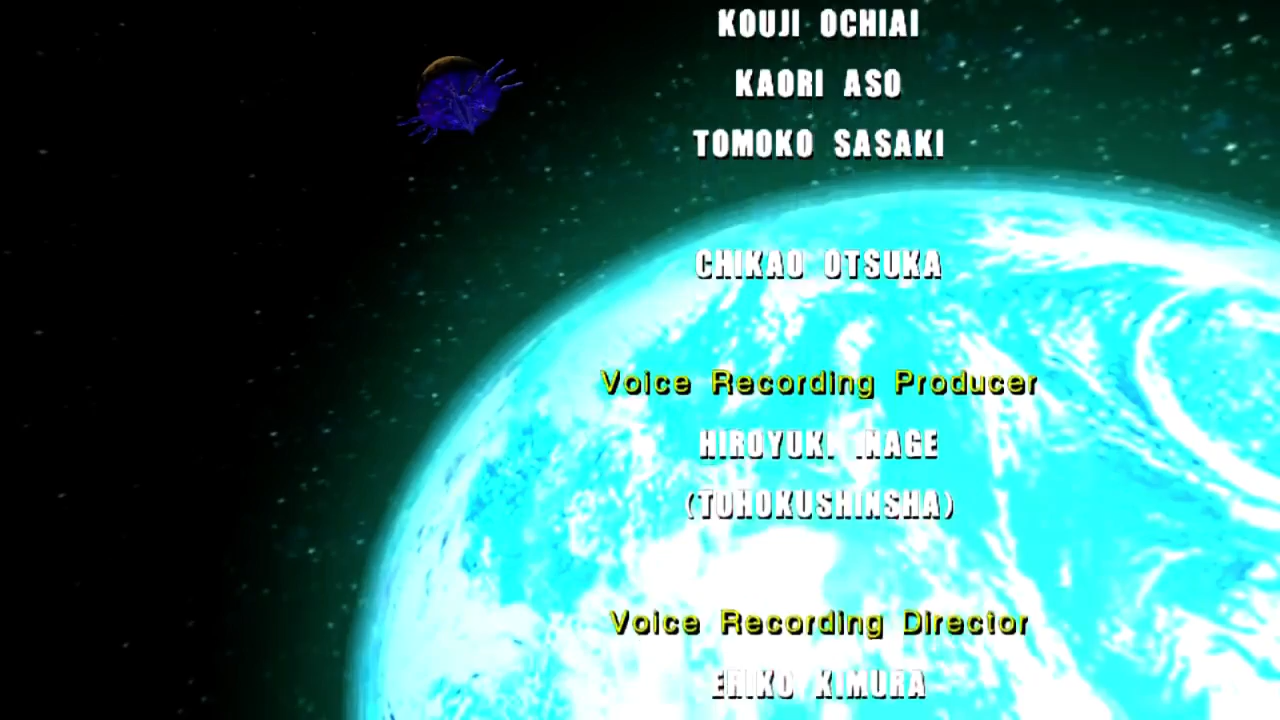 KOUJI OCHIAI
KAORI ASO
TOMOKO SASAKI
CHIKAO OTSUKA
Voice Recording Producer
HIROYUKI INAGE
(TOHOKUSHINSHA)
Voice Recording Director
ERIKO KIMURA